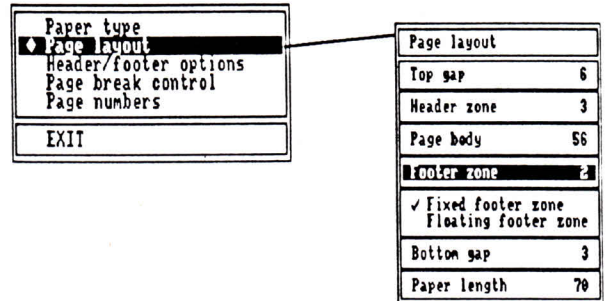 Paper type
Page layout
Header/footer options
Page break control
Page numbers
EXIT
Page layout
Top gap 6
Header zone 3
Page body 56
Footer zone 2
✓ Fixed footer zone
Floating footer zone
Bottom gap 3
Paper length 70